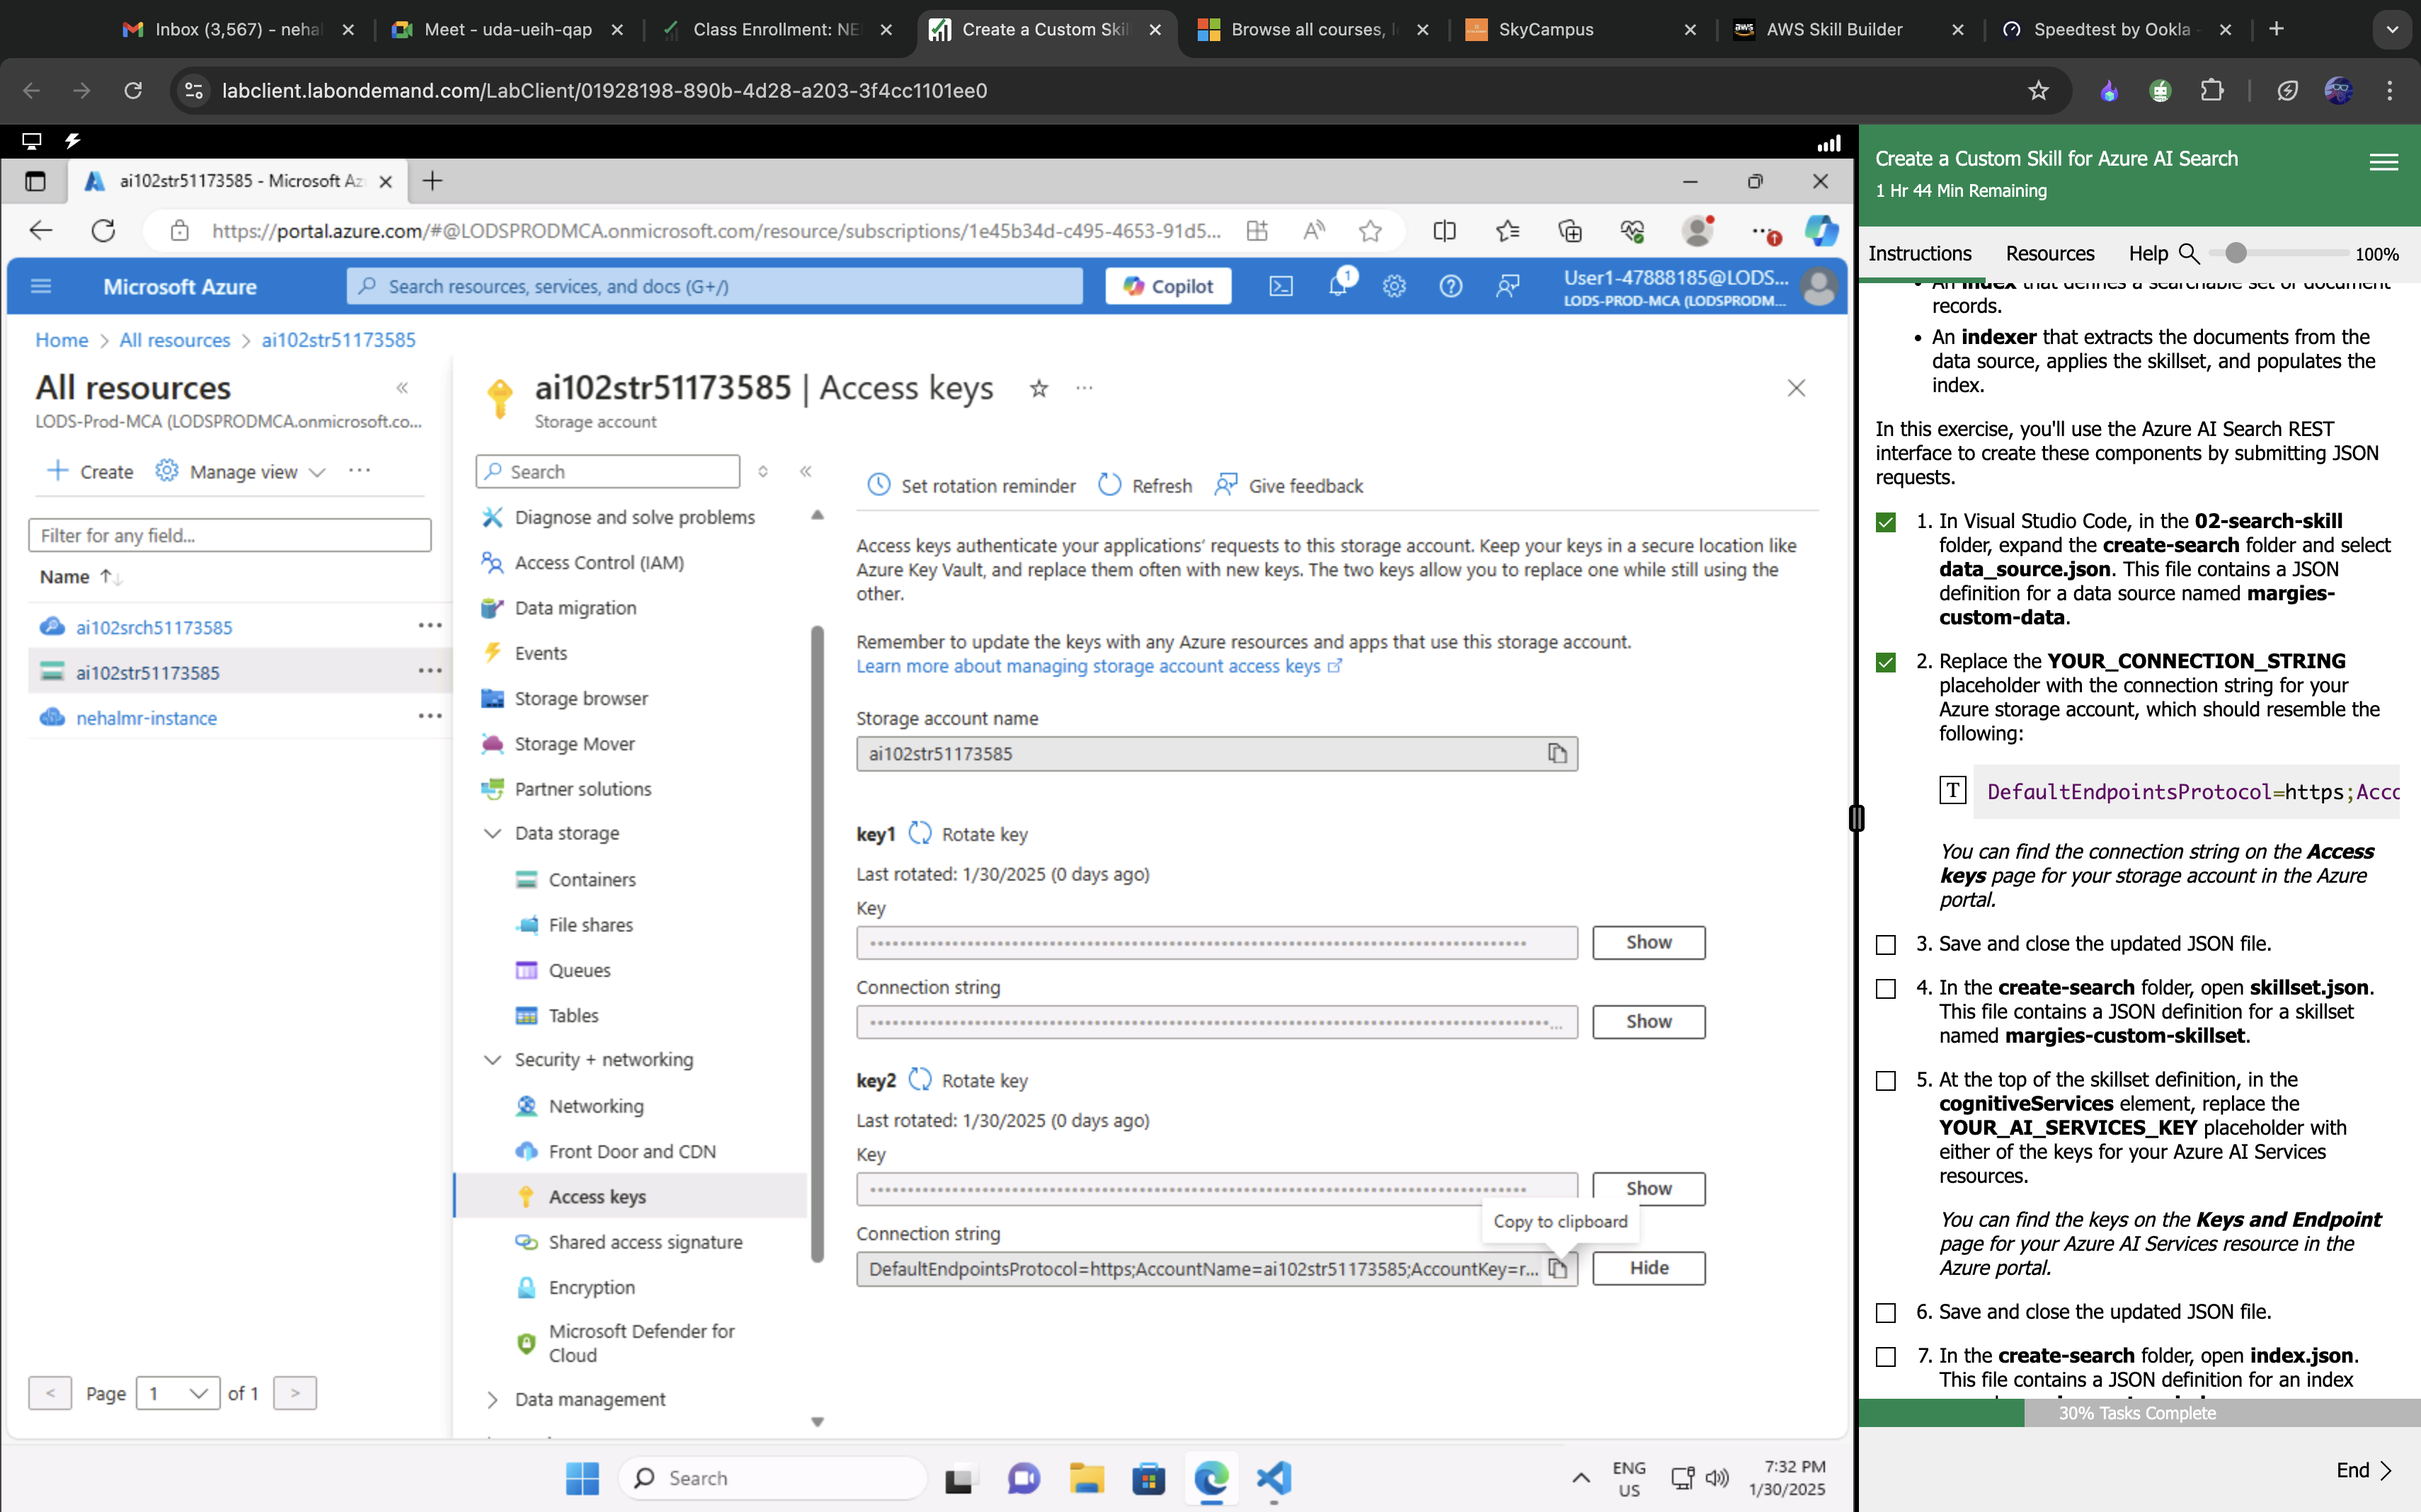 Inbox (3,567) - neha
Meet - uda-ueih-qap
Class Enrollment: NE
Create a Custom Skil
Browse all courses, l
SkyCampus
AWS Skill Builder
Speedtest by Ookla -
labclient.labondemand.com/LabClient/01928198-890b-4d28-a203-3f4cc1101ee0
ai102str51173585 - Microsoft Az
https://portal.azure.com/#@LODSPRODMCA.onmicrosoft.com/resource/subscriptions/1e45b34d-c495-4653-91d5...
Microsoft Azure
Search resources, services, and docs (G+/)
Copilot
1
User1-47888185@LODS...
LODS-PROD-MCA (LODSPRODM...
Home > All resources > ai102str51173585
All resources
LODS-Prod-MCA (LODSPRODMCA.onmicrosoft.co...
Create
Manage view
Filter for any field...
Name
ai102srch51173585
ai102str51173585
nehalmr-instance
< Page 1 of 1 >
ai102str51173585 | Access keys
Storage account
Search
Diagnose and solve problems
Access Control (IAM)
Data migration
Events
Storage browser
Storage Mover
Partner solutions
Data storage
Containers
File shares
Queues
Tables
Security + networking
Networking
Front Door and CDN
Access keys
Shared access signature
Encryption
Microsoft Defender for
Cloud
Data management
Set rotation reminder
Refresh
Give feedback
Access keys authenticate your applications' requests to this storage account. Keep your keys in a secure location like
Azure Key Vault, and replace them often with new keys. The two keys allow you to replace one while still using the
other.
Remember to update the keys with any Azure resources and apps that use this storage account.
Learn more about managing storage account access keys
Storage account name
ai102str51173585
key1 Rotate key
Last rotated: 1/30/2025 (0 days ago)
Key
Show
Connection string
Show
key2 Rotate key
Last rotated: 1/30/2025 (0 days ago)
Key
Show
Copy to clipboard
Connection string
DefaultEndpointsProtocol=https;AccountName=ai102str51173585;AccountKey=r...
Hide
Search
ENG
US
7:32 PM
1/30/2025
Create a Custom Skill for Azure AI Search
1 Hr 44 Min Remaining
Instructions
Resources
Help
100%
• An index that defines a searchable set of document
records.
• An indexer that extracts the documents from the
data source, applies the skillset, and populates the
index.
In this exercise, you'll use the Azure AI Search REST
interface to create these components by submitting JSON
requests.
1. In Visual Studio Code, in the 02-search-skill
folder, expand the create-search folder and select
data_source.json. This file contains a JSON
definition for a data source named margies-
custom-data.
2. Replace the YOUR_CONNECTION_STRING
placeholder with the connection string for your
Azure storage account, which should resemble the
following:
T DefaultEndpointsProtocol=https;Acco
You can find the connection string on the Access
keys page for your storage account in the Azure
portal.
3. Save and close the updated JSON file.
4. In the create-search folder, open skillset.json.
This file contains a JSON definition for a skillset
named margies-custom-skillset.
5. At the top of the skillset definition, in the
cognitiveServices element, replace the
YOUR_AI_SERVICES_KEY placeholder with
either of the keys for your Azure AI Services
resources.
You can find the keys on the Keys and Endpoint
page for your Azure AI Services resource in the
Azure portal.
6. Save and close the updated JSON file.
7. In the create-search folder, open index.json.
This file contains a JSON definition for an index
30% Tasks Complete
End